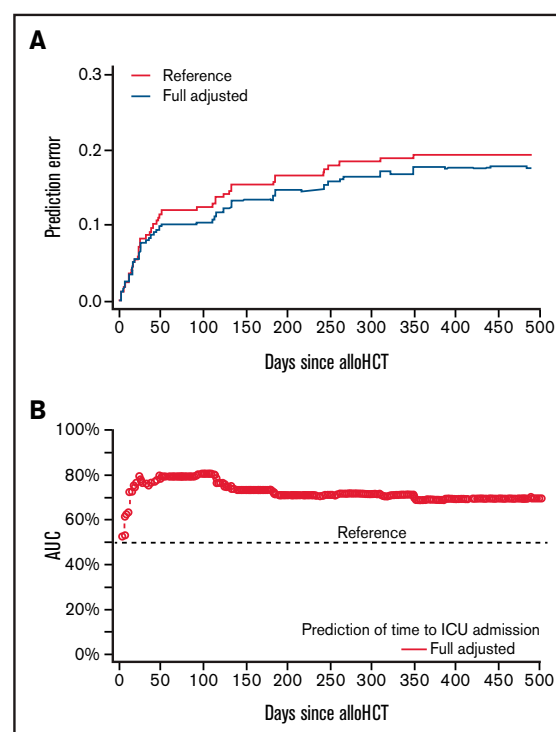 A
0.3
Reference
Full adjusted
0.2
Prediction error
0.1
0.0
0 50 100 150 200 250 300 350 400 450 500
Days since alloHCT
B
100%
80%
60%
Reference
AUC
40%
20%
Prediction of time to ICU admission
Full adjusted
0%
0 50 100 150 200 250 300 350 400 450 500
Days since alloHCT